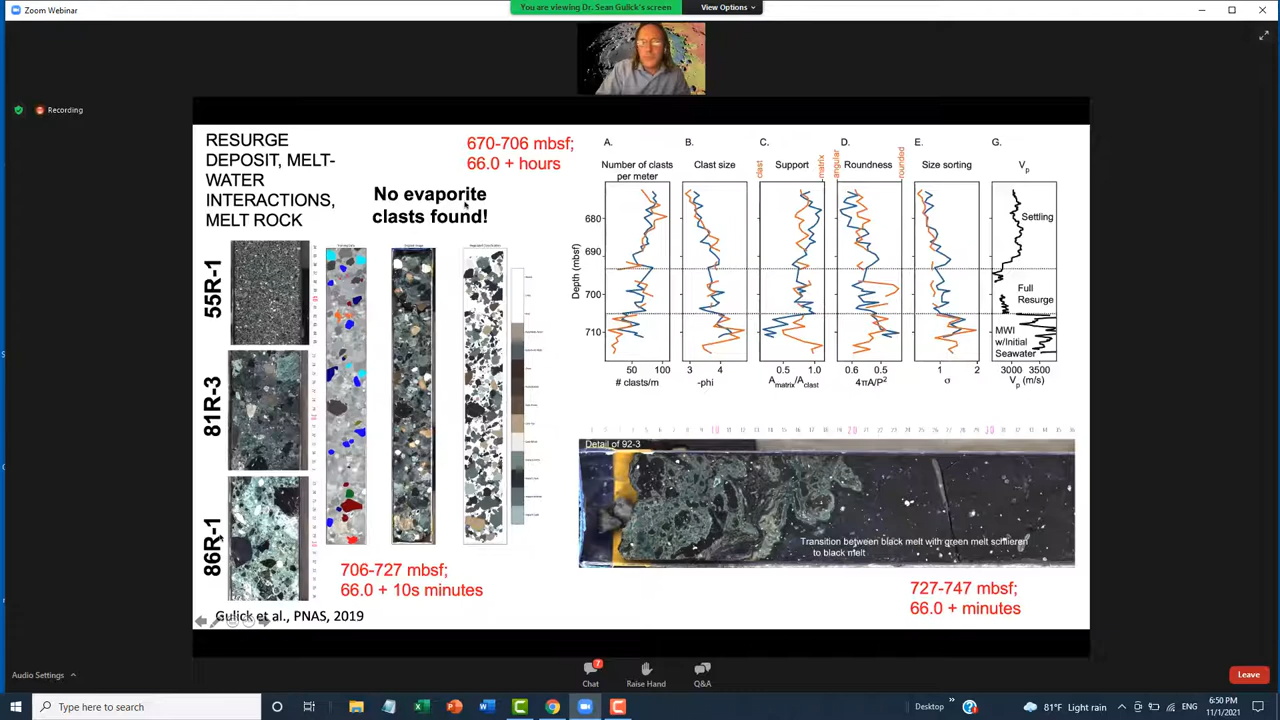 Zoom Webinar
You are viewing Dr. Sean Gulick's screen
View Options
Recording
RESURGE
DEPOSIT, MELT-
WATER
INTERACTIONS,
MELT ROCK
670-706 mbsf;
66.0 + hours
No evaporite
clasts found!
55R-1
81R-3
86R-1
706-727 mbsf;
66.0 + 10s minutes
Gulick et al., PNAS, 2019
A.
B.
C.
D.
E.
G.
Number of clasts
per meter
Clast size
clast
Support
matrix
angular
Roundness
rounded
Size sorting
Vp
Depth (mbsf)
680
690
700
710
Settling
Full
Resurge
MWI
w/Initial
Seawater
50
100
3
4
0.5
1.0
0.6
0.5
1
2
3000
3500
# clasts/m
-phi
Amatrix/Aclast
4πA/P²
σ
Vp (m/s)
Detail of 92-3
Transition between black melt with green melt schlieren
to black melt
727-747 mbsf;
66.0 + minutes
Audio Settings
7
Chat
Raise Hand
Q&A
Leave
Type here to search
Desktop
81°F Light rain
ENG
6:50 PM
11/1/2021